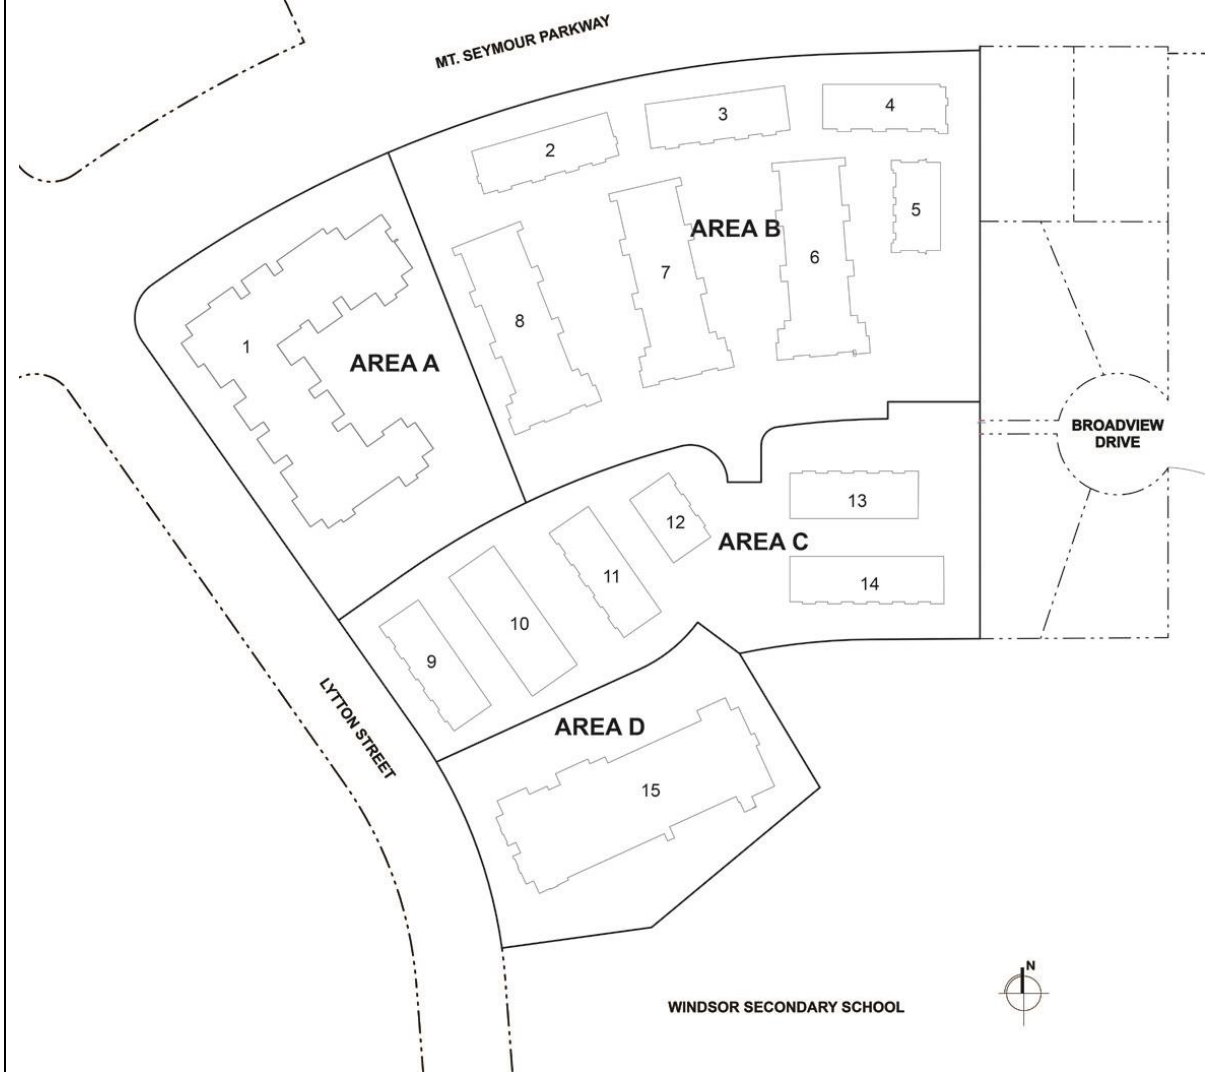 MT. SEYMOUR PARKWAY
4
3
2
5
AREA B
6
7
8
1
AREA A
BROADVIEW
DRIVE
13
12
AREA C
11
14
10
9
LYTTON STREET
AREA D
15
N
WINDSOR SECONDARY SCHOOL